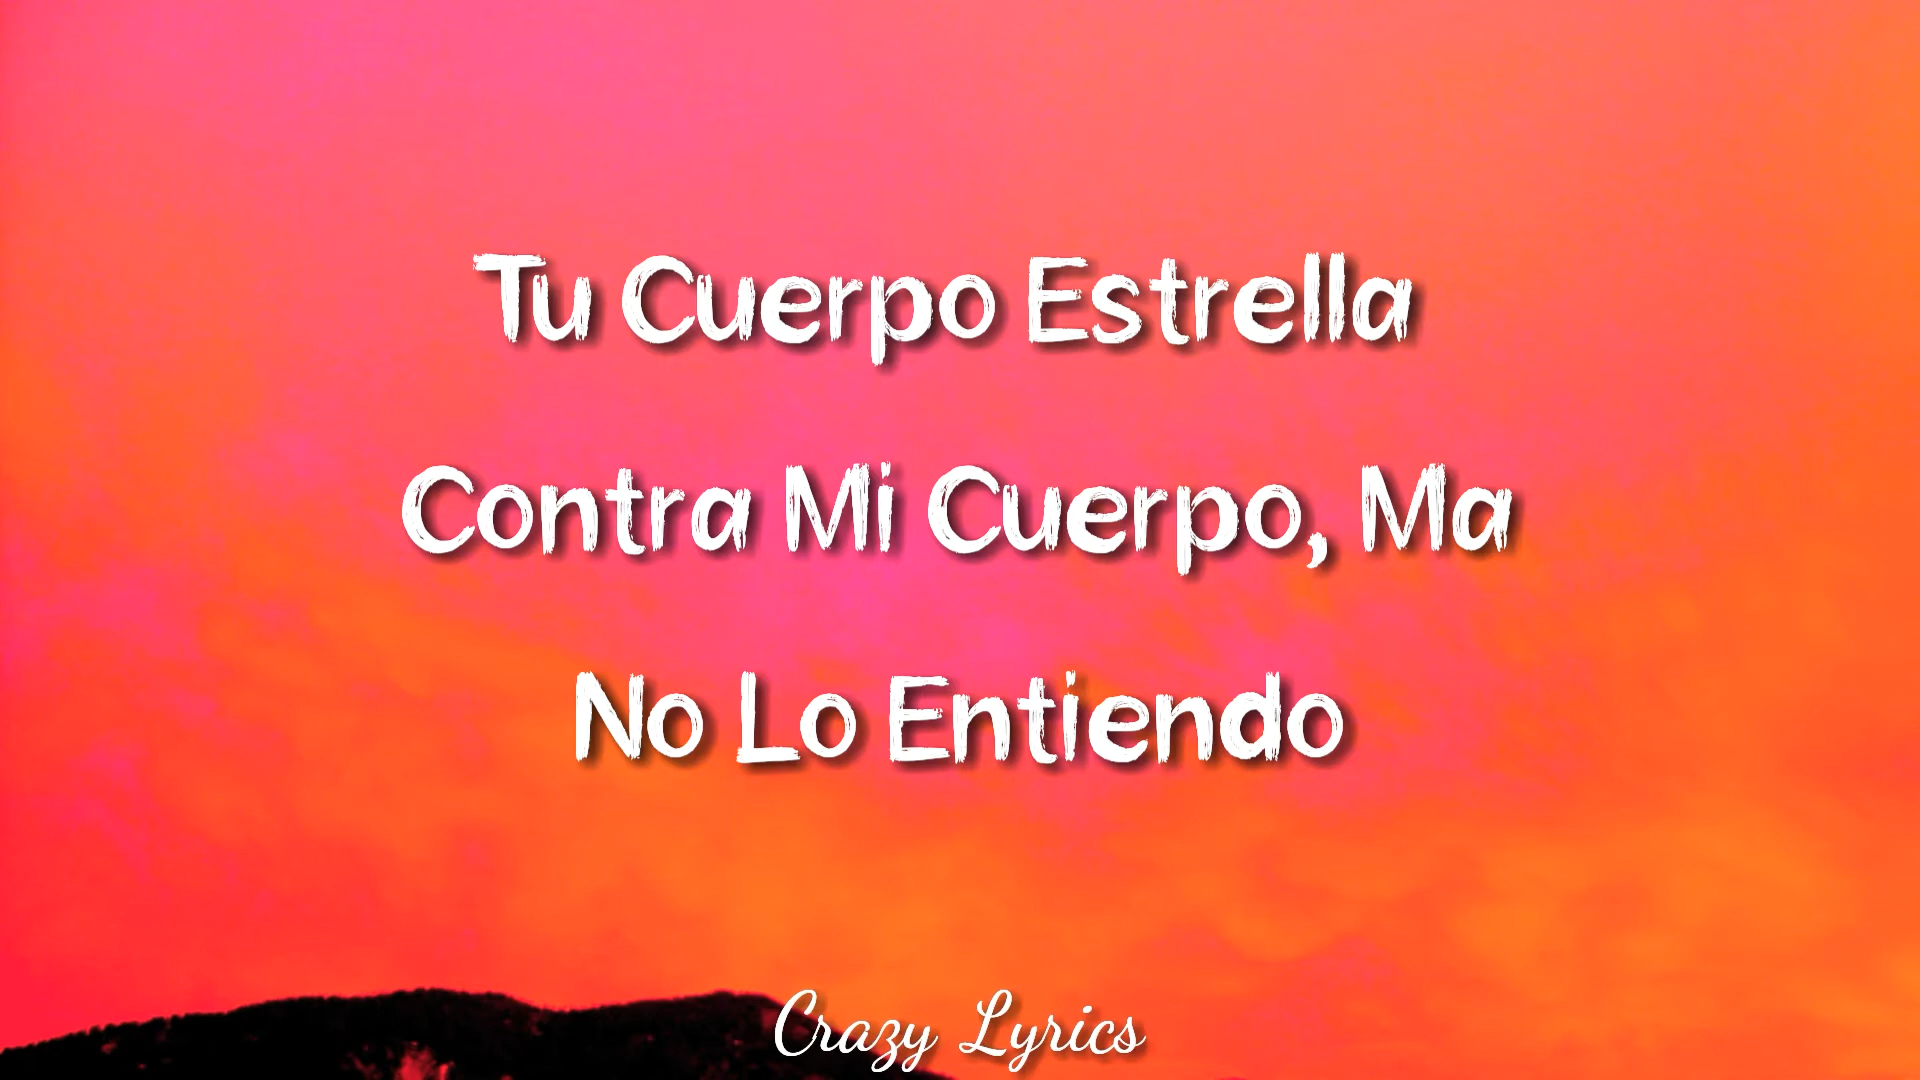 Tu Cuerpo Estrella
Contra Mi Cuerpo, Ma
No Lo Entiendo
Crazy Lyrics